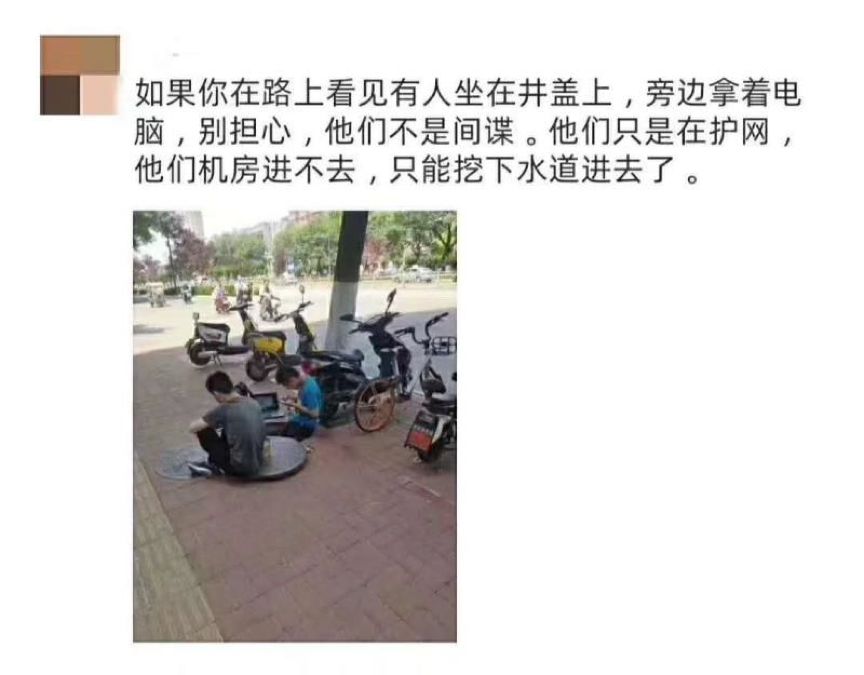 如果你在路上看见有人坐在井盖上，旁边拿着电
脑，别担心，他们不是间谍。他们只是在护网，
他们机房进不去，只能挖下水道进去了。